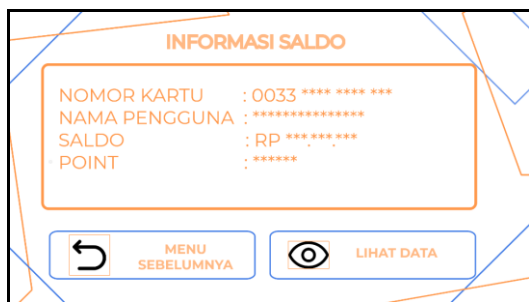 INFORMASI SALDO
NOMOR KARTU : 0033 **** **** ***
NAMA PENGGUNA : ***************
SALDO : RP ***.***.***
POINT : ******
MENU
SEBELUMNYA
LIHAT DATA